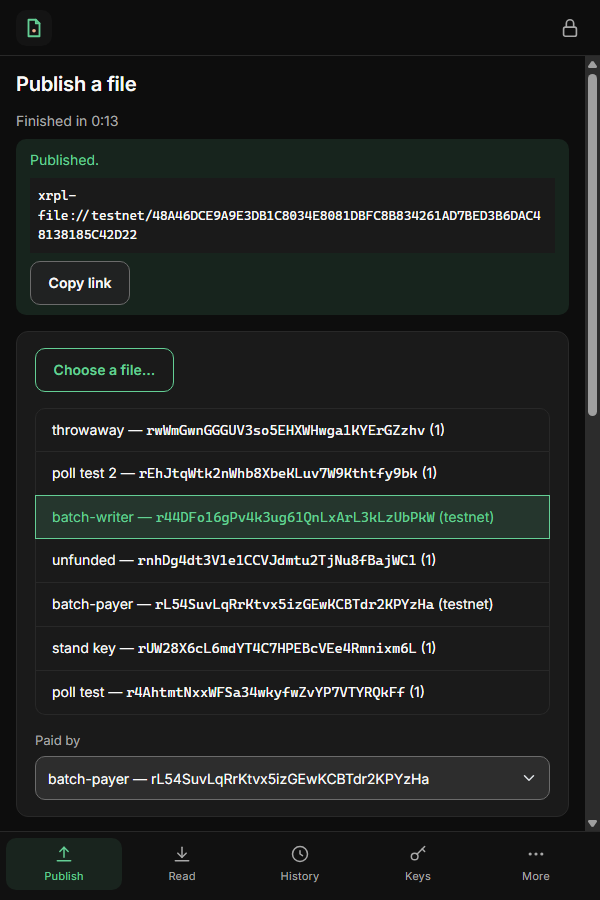 Publish a file
Finished in 0:13
Published.
xrpl-
file://testnet/48A46DCE9A9E3DB1C8034E8081DBFC8B834261AD7BED3B6DAC4
8138185C42D22
Copy link
Choose a file...
throwaway — rwWmGwnGGGUV3so5EHXWHwga1KYErGZzhv (1)
poll test 2 — rEhJtqWtk2nWhb8XbeKLuv7W9Kthtfy9bk (1)
batch-writer — r44DFo16gPv4k3ug61QnLxArL3kLzUbPkW (testnet)
unfunded — rnhDg4dt3V1e1CCVJdmtu2TjNu8fBajWC1 (1)
batch-payer — rL54SuvLqRrKtvx5izGEwKCBTdr2KPYzHa (testnet)
stand key — rUW28X6cL6mdYT4C7HPEBcVEe4Rmnixm6L (1)
poll test — r4AhtmtNxxWFSa34wkyfwZvYP7VTYRQkFf (1)
Paid by
batch-payer — rL54SuvLqRrKtvx5izGEwKCBTdr2KPYzHa
Publish
Read
History
Keys
More